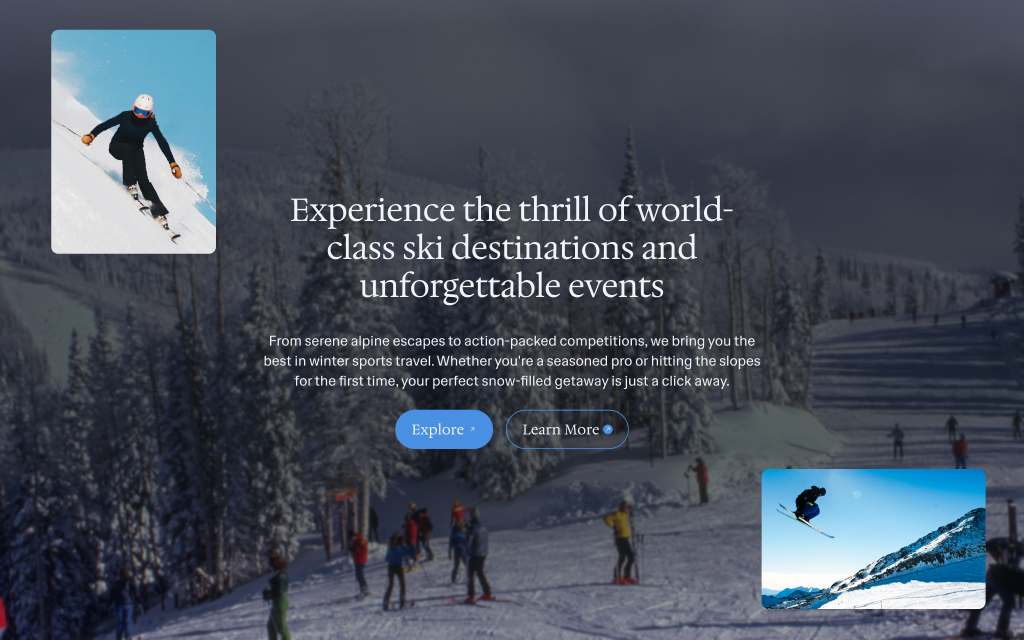 Experience the thrill of world-
class ski destinations and
unforgettable events
From serene alpine escapes to action-packed competitions, we bring you the
best in winter sports travel. Whether you're a seasoned pro or hitting the slopes
for the first time, your perfect snow-filled getaway is just a click away.
Explore
Learn More